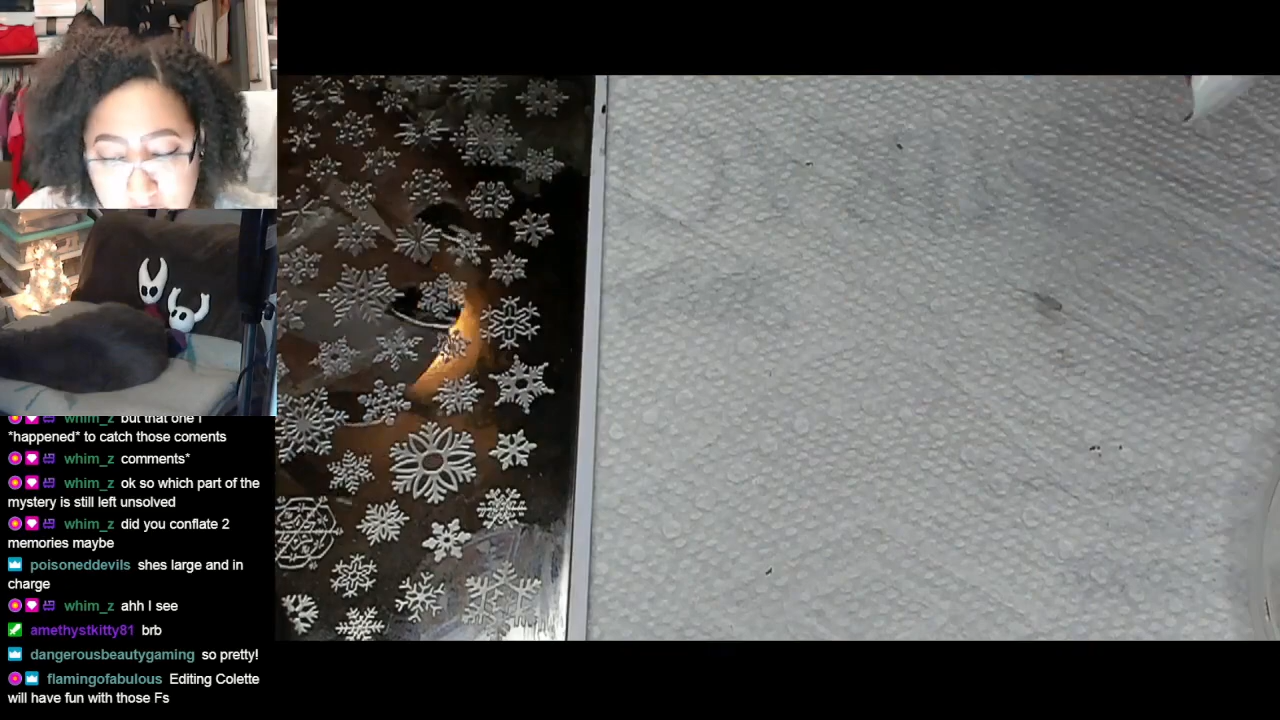 whim_z but that one I
*happened* to catch those coments
whim_z comments*
whim_z ok so which part of the
mystery is still left unsolved
whim_z did you conflate 2
memories maybe
poisoneddevils shes large and in
charge
whim_z ahh I see
amethystkitty81 brb
dangerousbeautygaming so pretty!
flamingofabulous Editing Colette
will have fun with those Fs